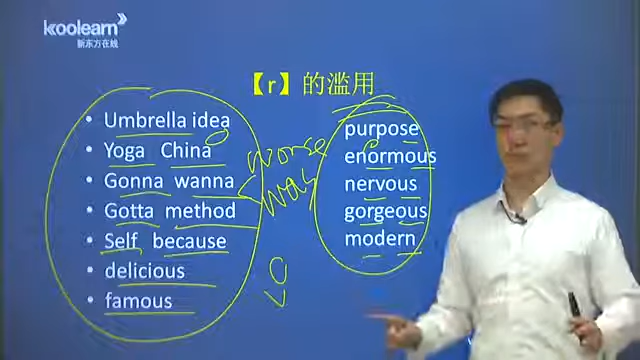 koolearn
新东方在线
【r】的滥用
• Umbrella idea
• Yoga China
• Gonna wanna
• Gotta method
• Self because
• delicious
• famous
worse
was
purpose
enormous
nervous
gorgeous
modern